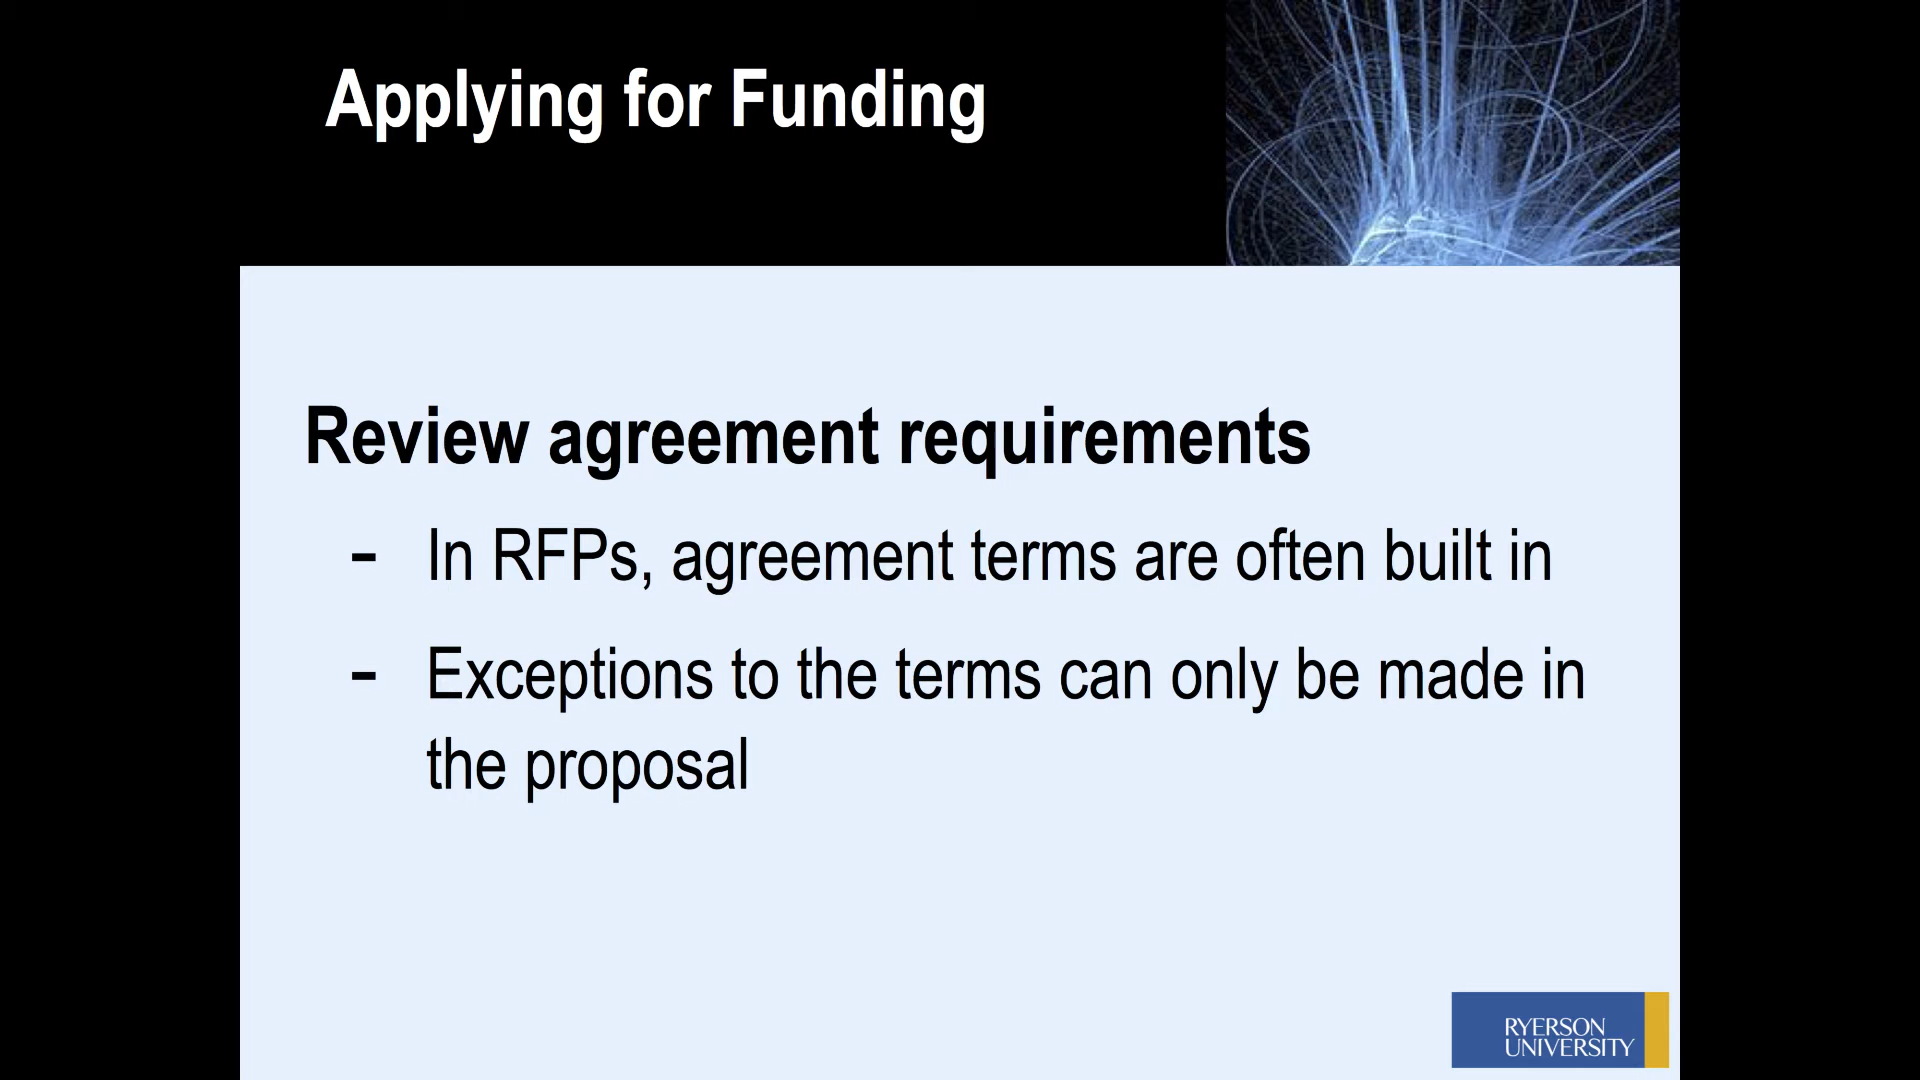 Applying for Funding
Review agreement requirements
- In RFPs, agreement terms are often built in
- Exceptions to the terms can only be made in
the proposal
RYERSON
UNIVERSITY